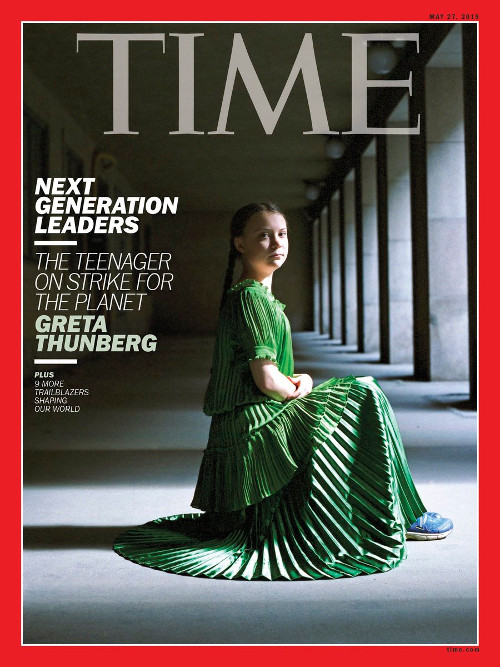 MAY 27, 2019
TIME
NEXT
GENERATION
LEADERS
THE TEENAGER
ON STRIKE FOR
THE PLANET
GRETA
THUNBERG
PLUS
9 MORE
TRAILBLAZERS
SHAPING
OUR WORLD
time.com